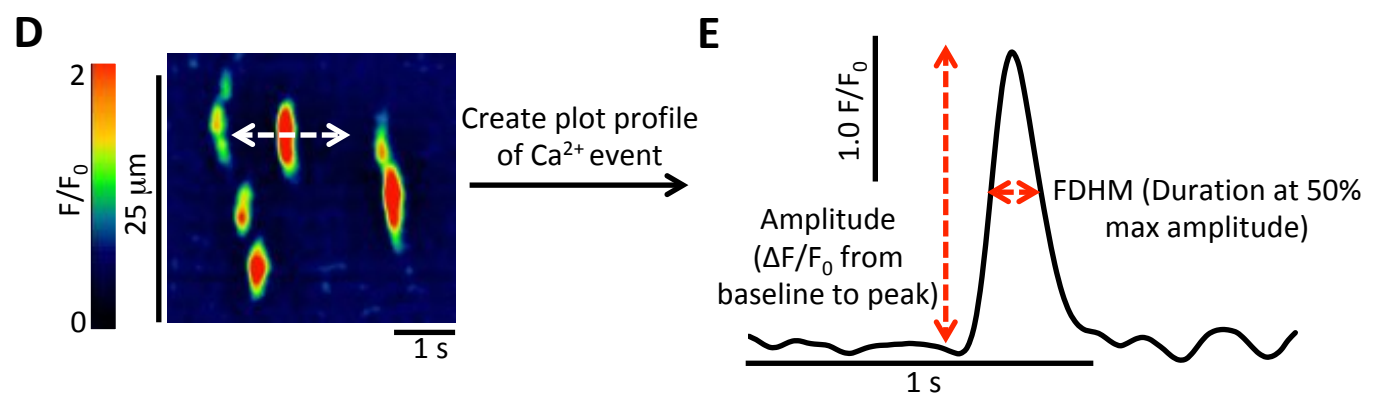 D
2
F/F₀
0
25 µm
1 s
Create plot profile
of Ca²⁺ event
E
1.0 F/F₀
Amplitude
(ΔF/F₀ from
baseline to peak)
FDHM (Duration at 50%
max amplitude)
1 s